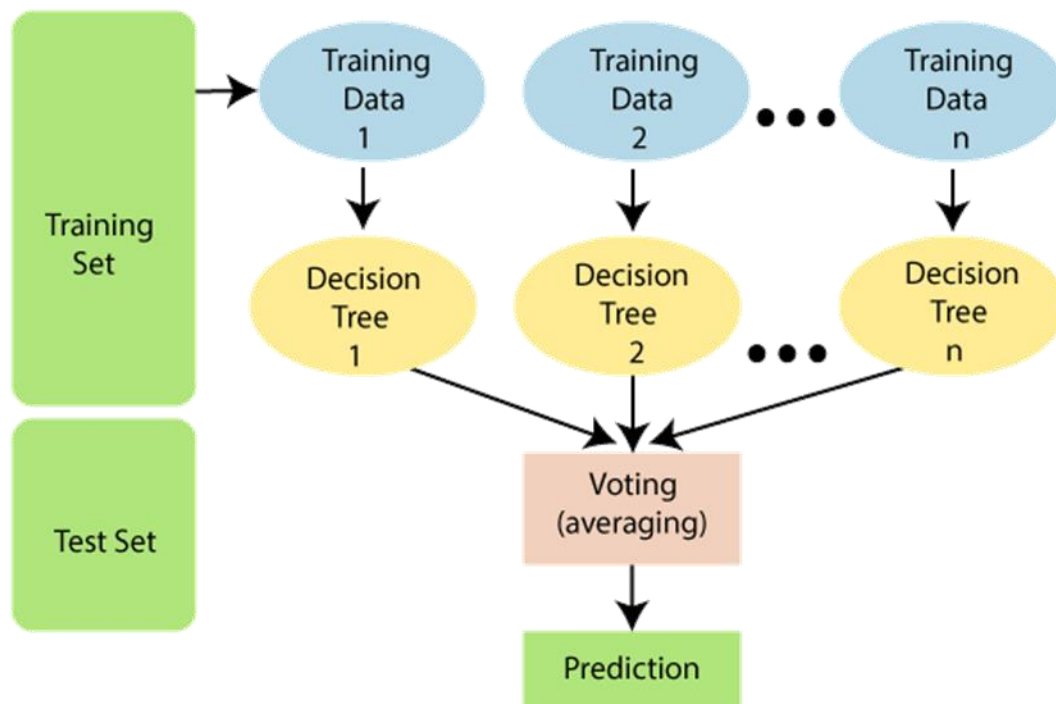 Training
Set
Test Set
Training
Data
1
Training
Data
2
Training
Data
n
Decision
Tree
1
Decision
Tree
2
Decision
Tree
n
Voting
(averaging)
Prediction